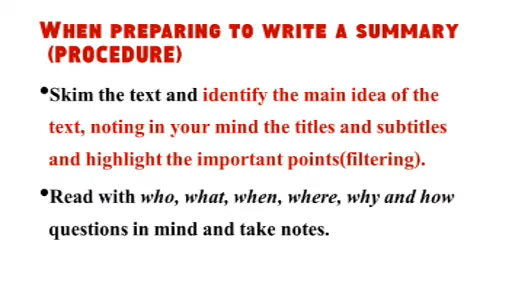 WHEN PREPARING TO WRITE A SUMMARY
(PROCEDURE)
•Skim the text and identify the main idea of the
text, noting in your mind the titles and subtitles
and highlight the important points(filtering).
•Read with who, what, when, where, why and how
questions in mind and take notes.